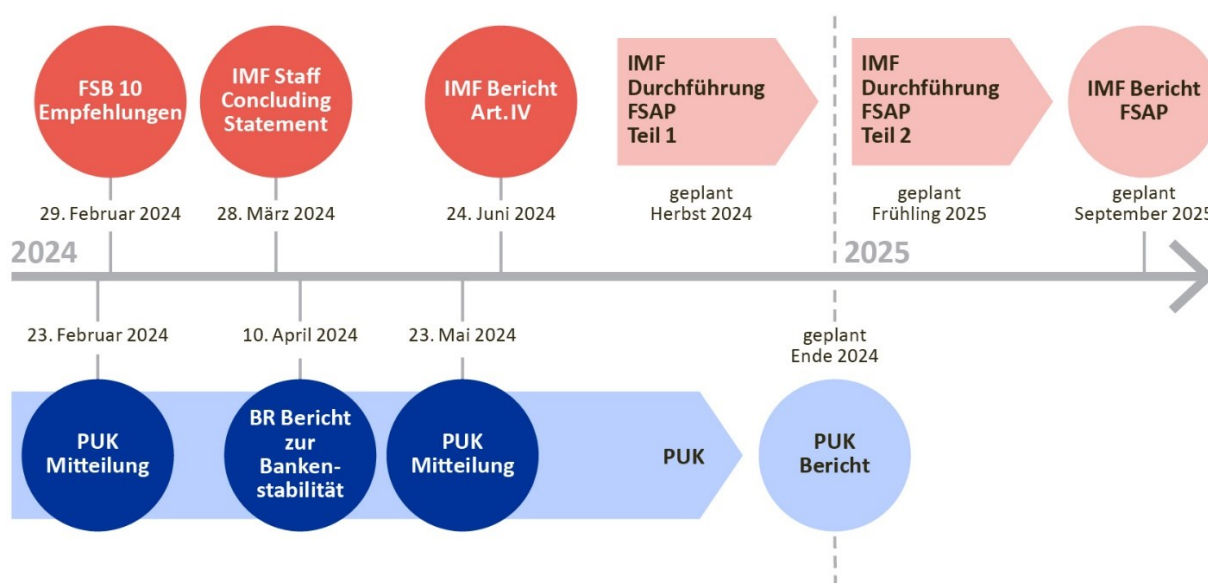 FSB 10
Empfehlungen
IMF Staff
Concluding
Statement
IMF Bericht
Art. IV
IMF
Durchführung
FSAP
Teil 1
IMF
Durchführung
FSAP
Teil 2
IMF Bericht
FSAP
29. Februar 2024
28. März 2024
24. Juni 2024
geplant
Herbst 2024
geplant
Frühling 2025
geplant
September 2025
2024
2025
23. Februar 2024
10. April 2024
23. Mai 2024
geplant
Ende 2024
PUK
Mitteilung
BR Bericht
zur
Banken-
stabilität
PUK
Mitteilung
PUK
PUK
Bericht